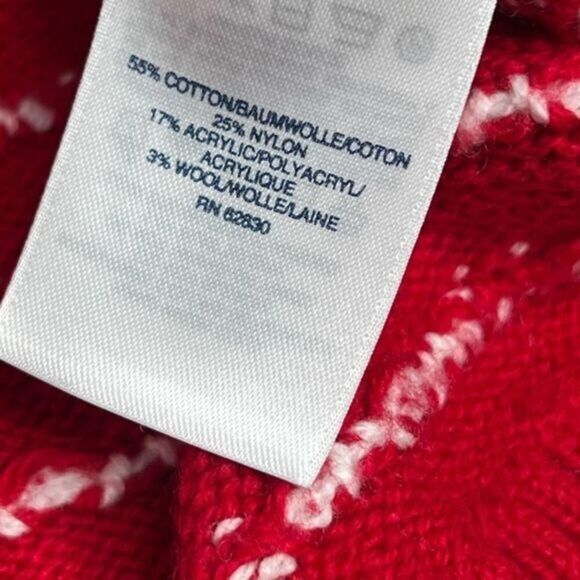 55% COTTON/BAUMWOLLE/COTON
25% NYLON
17% ACRYLIC/POLYACRYL/
ACRYLIQUE
3% WOOL/WOLLE/LAINE
RN 62830